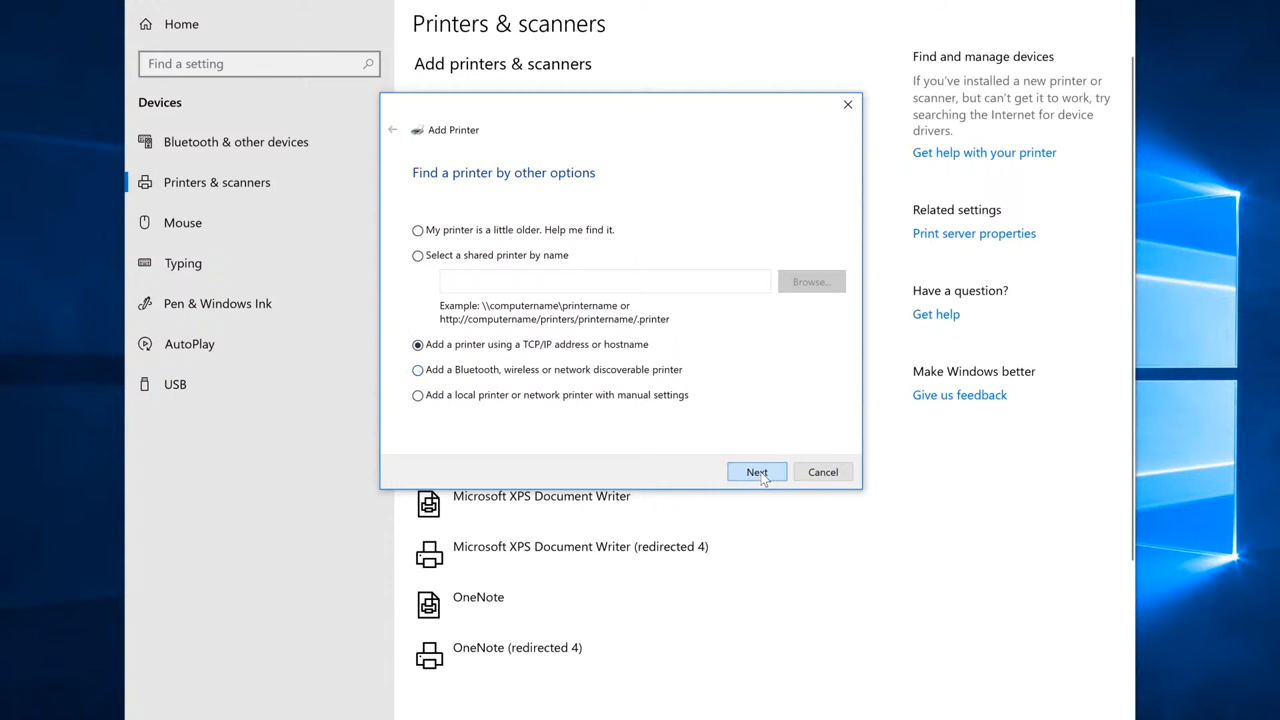 Home
Find a setting
Devices
Bluetooth & other devices
Printers & scanners
Mouse
Typing
Pen & Windows Ink
AutoPlay
USB
Printers & scanners
Add printers & scanners
Add Printer
Find a printer by other options
My printer is a little older. Help me find it.
Select a shared printer by name
Browse...
Example: \\computername\printername or
http://computername/printers/printername/.printer
Add a printer using a TCP/IP address or hostname
Add a Bluetooth, wireless or network discoverable printer
Add a local printer or network printer with manual settings
Next
Cancel
Microsoft XPS Document Writer
Microsoft XPS Document Writer (redirected 4)
OneNote
OneNote (redirected 4)
Find and manage devices
If you've installed a new printer or
scanner, but can't get it to work, try
searching the Internet for device
drivers.
Get help with your printer
Related settings
Print server properties
Have a question?
Get help
Make Windows better
Give us feedback